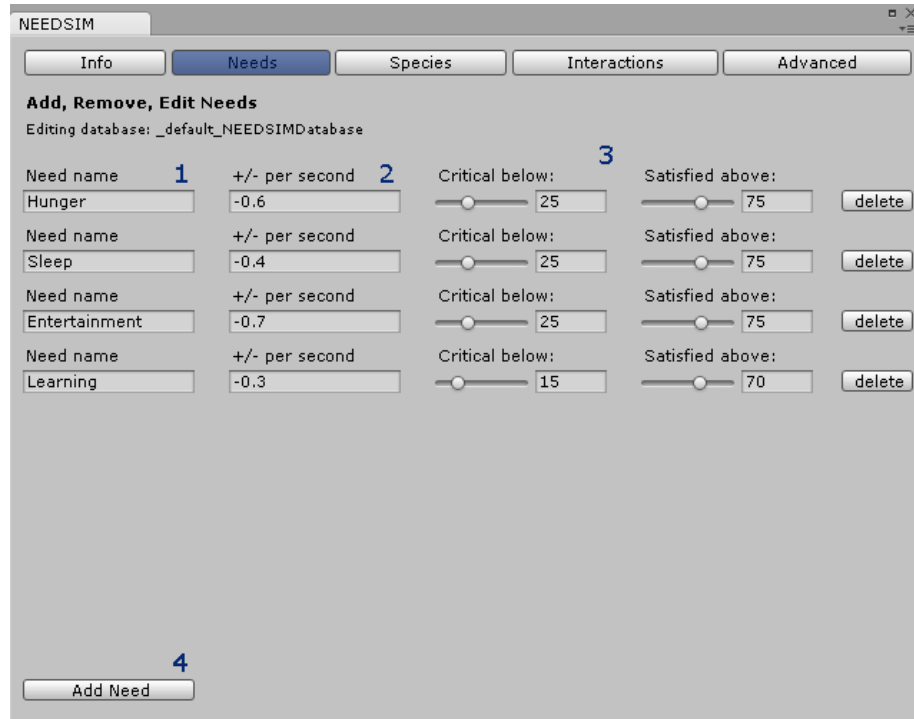 NEEDSIM
Info Needs Species Interactions Advanced
Add, Remove, Edit Needs
Editing database: _default_NEEDSIMDatabase
3
Need name 1 +/- per second 2 Critical below: Satisfied above:
Hunger -0.6 25 75 delete
Need name +/- per second Critical below: Satisfied above:
Sleep -0.4 25 75 delete
Need name +/- per second Critical below: Satisfied above:
Entertainment -0.7 25 75 delete
Need name +/- per second Critical below: Satisfied above:
Learning -0.3 15 70 delete
4
Add Need